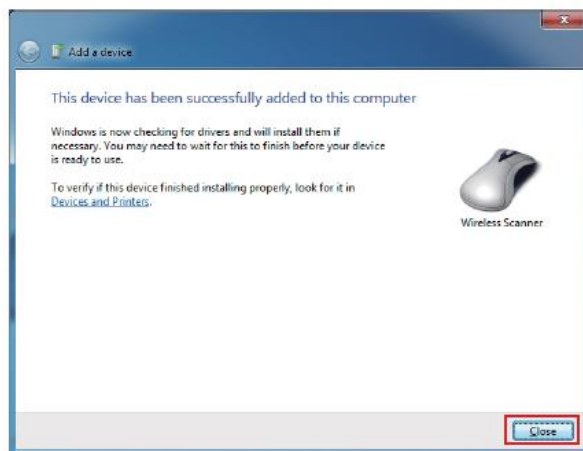 Add a device
This device has been successfully added to this computer
Windows is now checking for drivers and will install them if
necessary. You may need to wait for this to finish before your device
is ready to use.
To verify if this device finished installing properly, look for it in
Devices and Printers.
Wireless Scanner
Close